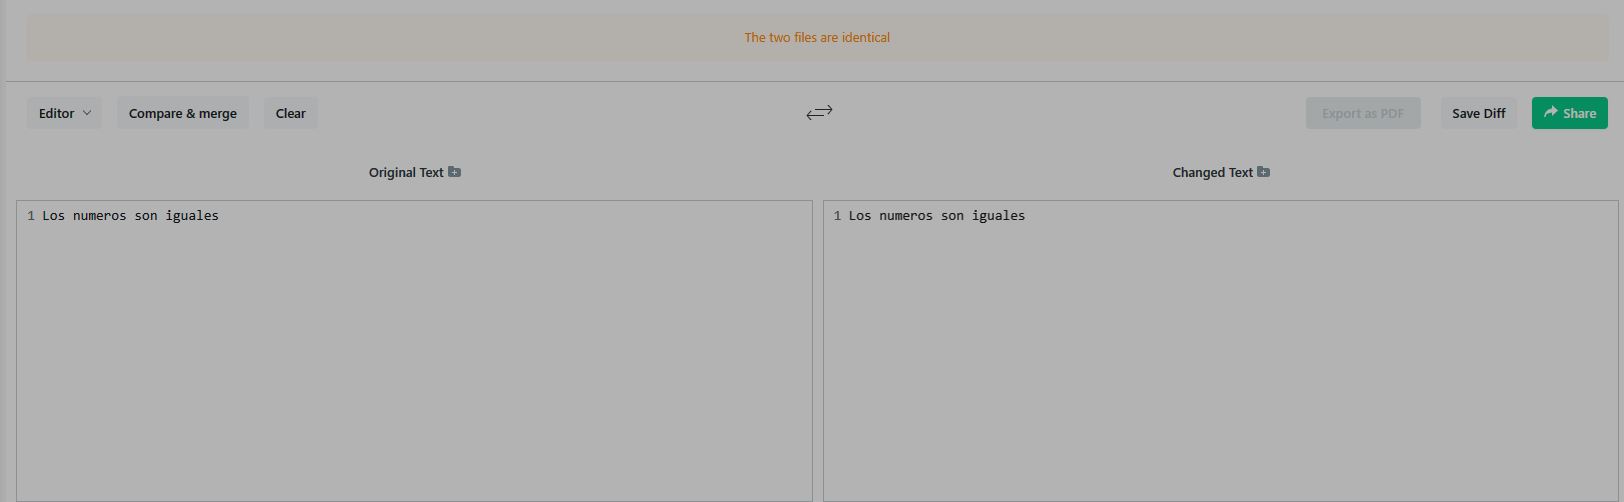 The two files are identical
Editor Compare & merge Clear Export as PDF Save Diff Share
Original Text Changed Text
1 Los numeros son iguales 1 Los numeros son iguales